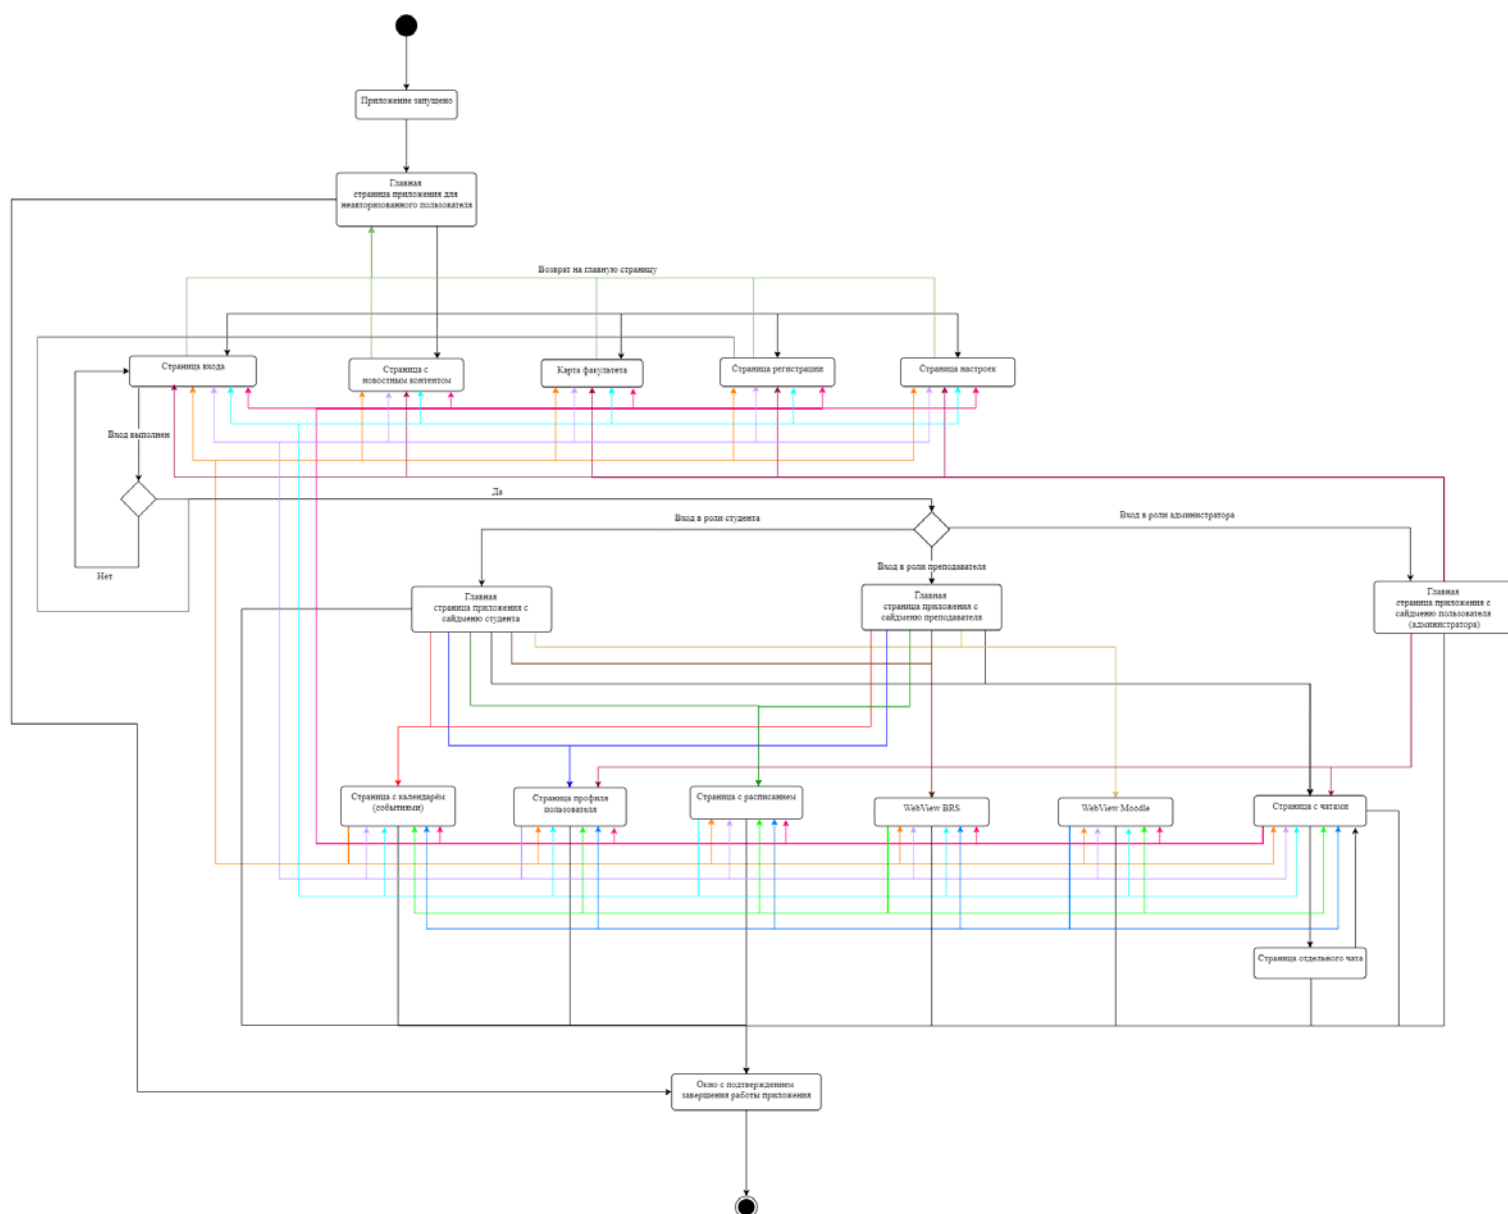 Приложение запущено
Главная
страница приложения для
неавторизованного пользователя
Возврат на главную страницу
Страница входа
Страница с
новостным контентом
Карта факультета
Страница регистрации
Страница настроек
Вход выполнен
Да
Нет
Вход в роли студента
Вход в роли администратора
Вход в роли преподавателя
Главная
страница приложения с
сайдменю студента
Главная
страница приложения с
сайдменю преподавателя
Главная
страница приложения с
сайдменю пользователя
(администратора)
Страница с календарём
(событиями)
Страница профиля
пользователя
Страница с расписанием
WebView BRS
WebView Moodle
Страница с чатами
Страница отдельного чата
Окно с подтверждением
завершения работы приложения